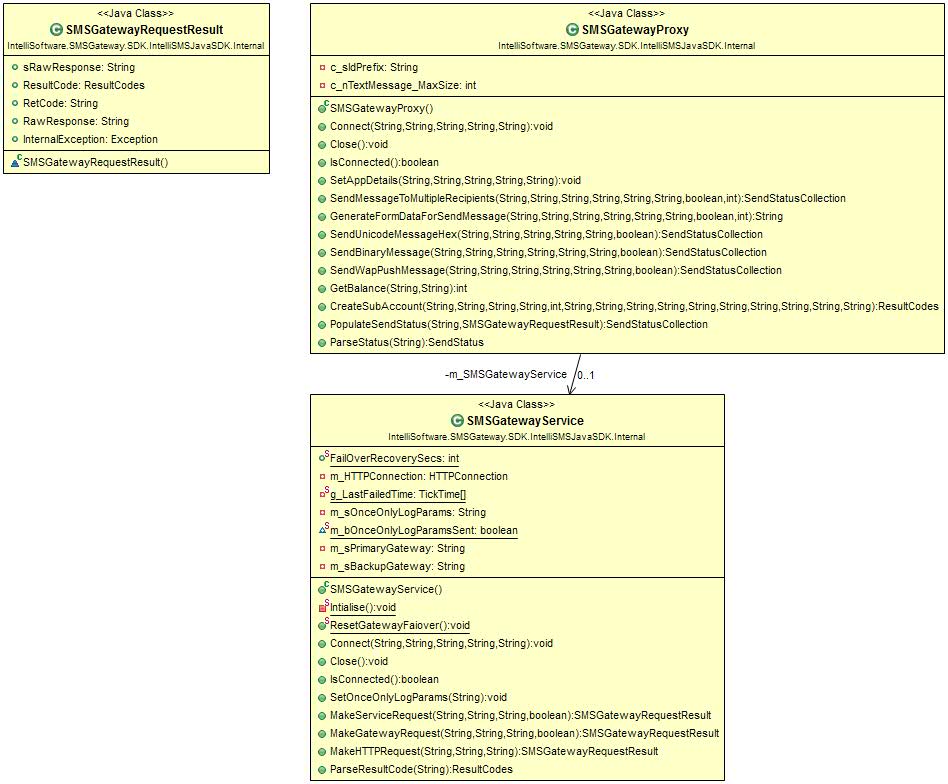 <<Java Class>>
SMSGatewayRequestResult
IntelliSoftware.SMSGateway.SDK.IntelliSMSJavaSDK.Internal
sRawResponse: String
ResultCode: ResultCodes
RetCode: String
RawResponse: String
InternalException: Exception
SMSGatewayRequestResult()
<<Java Class>>
SMSGatewayProxy
IntelliSoftware.SMSGateway.SDK.IntelliSMSJavaSDK.Internal
c_sIdPrefix: String
c_nTextMessage_MaxSize: int
SMSGatewayProxy()
Connect(String,String,String,String,String):void
Close():void
IsConnected():boolean
SetAppDetails(String,String,String,String,String):void
SendMessageToMultipleRecipients(String,String,String,String,String,String,boolean,int):SendStatusCollection
GenerateFormDataForSendMessage(String,String,String,String,String,String,boolean,int):String
SendUnicodeMessageHex(String,String,String,String,String,boolean):SendStatusCollection
SendBinaryMessage(String,String,String,String,String,String,boolean):SendStatusCollection
SendWapPushMessage(String,String,String,String,String,String,boolean):SendStatusCollection
GetBalance(String,String):int
CreateSubAccount(String,String,String,String,int,String,String,String,String,String,String,String,String,String,String):ResultCodes
PopulateSendStatus(String,SMSGatewayRequestResult):SendStatusCollection
ParseStatus(String):SendStatus
-m_SMSGatewayService 0..1
<<Java Class>>
SMSGatewayService
IntelliSoftware.SMSGateway.SDK.IntelliSMSJavaSDK.Internal
FailOverRecoverySecs: int
m_HTTPConnection: HTTPConnection
g_LastFailedTime: TickTime[]
m_sOnceOnlyLogParams: String
m_bOnceOnlyLogParamsSent: boolean
m_sPrimaryGateway: String
m_sBackupGateway: String
SMSGatewayService()
Intialise():void
ResetGatewayFaiover():void
Connect(String,String,String,String,String):void
Close():void
IsConnected():boolean
SetOnceOnlyLogParams(String):void
MakeServiceRequest(String,String,String,boolean):SMSGatewayRequestResult
MakeGatewayRequest(String,String,String,boolean):SMSGatewayRequestResult
MakeHTTPRequest(String,String,String):SMSGatewayRequestResult
ParseResultCode(String):ResultCodes